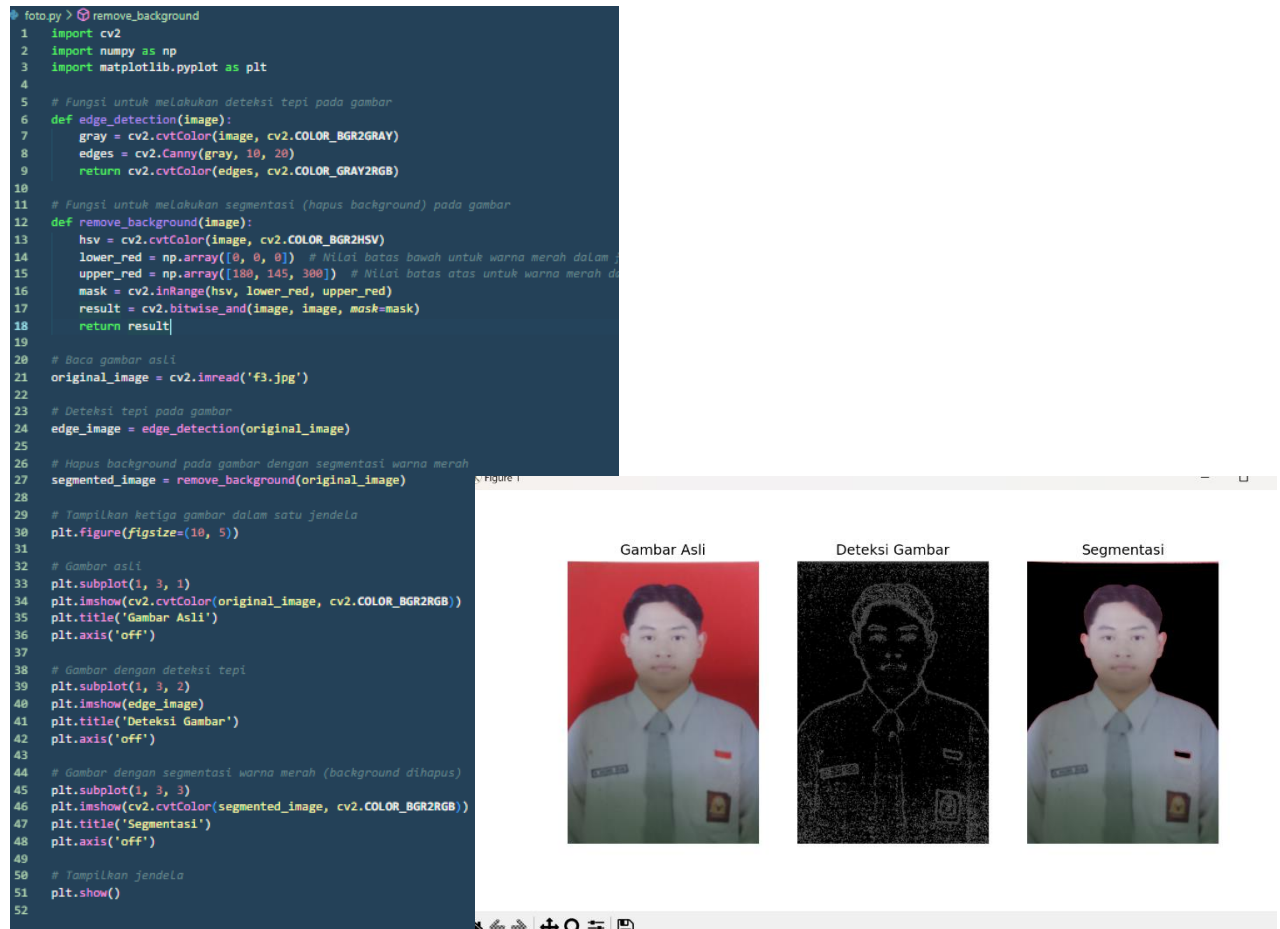 foto.py > remove_background
1 import cv2
2 import numpy as np
3 import matplotlib.pyplot as plt
4
5 # Fungsi untuk melakukan deteksi tepi pada gambar
6 def edge_detection(image):
7     gray = cv2.cvtColor(image, cv2.COLOR_BGR2GRAY)
8     edges = cv2.Canny(gray, 10, 20)
9     return cv2.cvtColor(edges, cv2.COLOR_GRAY2RGB)
10
11 # Fungsi untuk melakukan segmentasi (hapus background) pada gambar
12 def remove_background(image):
13     hsv = cv2.cvtColor(image, cv2.COLOR_BGR2HSV)
14     lower_red = np.array([0, 0, 0])  # Nilai batas bawah untuk warna merah dalam
15     upper_red = np.array([180, 145, 300])  # Nilai batas atas untuk warna merah
16     mask = cv2.inRange(hsv, lower_red, upper_red)
17     result = cv2.bitwise_and(image, image, mask=mask)
18     return result
19
20 # Baca gambar asli
21 original_image = cv2.imread('f3.jpg')
22
23 # Deteksi tepi pada gambar
24 edge_image = edge_detection(original_image)
25
26 # Hapus background pada gambar dengan segmentasi warna merah
27 segmented_image = remove_background(original_image)
28
29 # Tampilkan ketiga gambar dalam satu jendela
30 plt.figure(figsize=(10, 5))
31
32 # Gambar asli
33 plt.subplot(1, 3, 1)
34 plt.imshow(cv2.cvtColor(original_image, cv2.COLOR_BGR2RGB))
35 plt.title('Gambar Asli')
36 plt.axis('off')
37
38 # Gambar dengan deteksi tepi
39 plt.subplot(1, 3, 2)
40 plt.imshow(edge_image)
41 plt.title('Deteksi Gambar')
42 plt.axis('off')
43
44 # Gambar dengan segmentasi warna merah (background dihapus)
45 plt.subplot(1, 3, 3)
46 plt.imshow(cv2.cvtColor(segmented_image, cv2.COLOR_BGR2RGB))
47 plt.title('Segmentasi')
48 plt.axis('off')
49
50 # Tampilkan jendela
51 plt.show()
52
Figure 1
Gambar Asli
Deteksi Gambar
Segmentasi